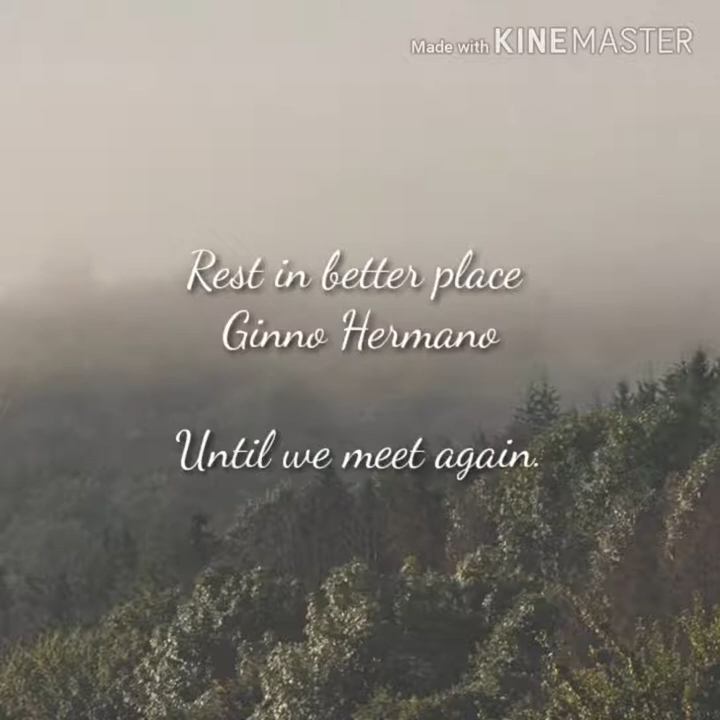 Made with KINEMASTER
Rest in better place
Ginno Hermano
Until we meet again.